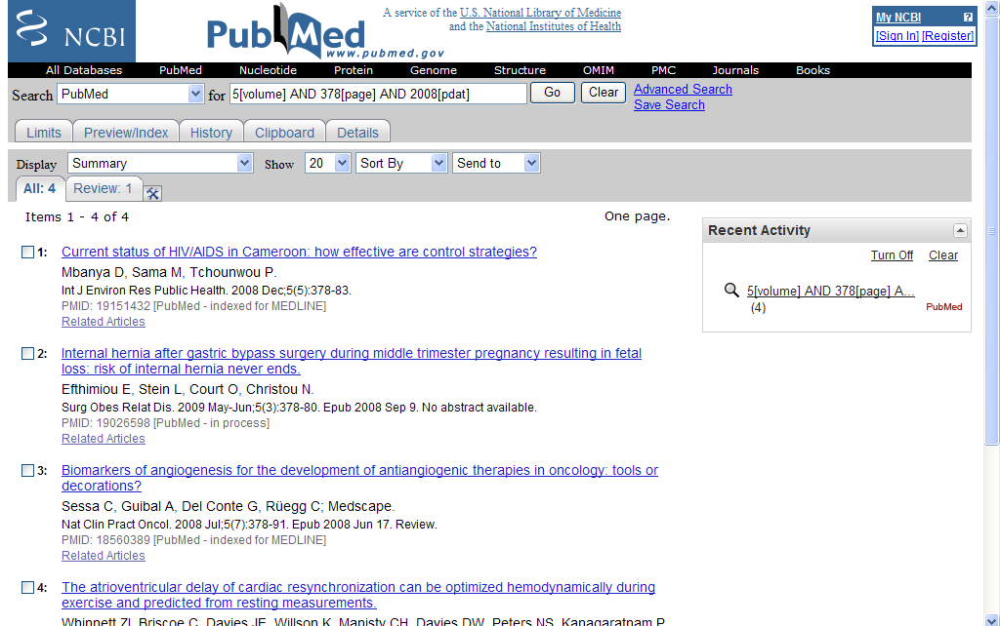 NCBI
PubMed
www.pubmed.gov
A service of the U.S. National Library of Medicine
and the National Institutes of Health
My NCBI ?
[Sign In] [Register]
All Databases PubMed Nucleotide Protein Genome Structure OMIM PMC Journals Books
Search PubMed for 5[volume] AND 378[page] AND 2008[pdat] Go Clear Advanced Search
Save Search
Limits Preview/Index History Clipboard Details
Display Summary Show 20 Sort By Send to
All: 4 Review: 1
Items 1 - 4 of 4 One page.
1: Current status of HIV/AIDS in Cameroon: how effective are control strategies?
Mbanya D, Sama M, Tchounwou P.
Int J Environ Res Public Health. 2008 Dec;5(5):378-83.
PMID: 19151432 [PubMed - indexed for MEDLINE]
Related Articles
2: Internal hernia after gastric bypass surgery during middle trimester pregnancy resulting in fetal
loss: risk of internal hernia never ends.
Efthimiou E, Stein L, Court O, Christou N.
Surg Obes Relat Dis. 2009 May-Jun;5(3):378-80. Epub 2008 Sep 9. No abstract available.
PMID: 19026598 [PubMed - in process]
Related Articles
3: Biomarkers of angiogenesis for the development of antiangiogenic therapies in oncology: tools or
decorations?
Sessa C, Guibal A, Del Conte G, Rüegg C; Medscape.
Nat Clin Pract Oncol. 2008 Jul;5(7):378-91. Epub 2008 Jun 17. Review.
PMID: 18560389 [PubMed - indexed for MEDLINE]
Related Articles
4: The atrioventricular delay of cardiac resynchronization can be optimized hemodynamically during
exercise and predicted from resting measurements.
Whinnett ZI, Briscoe C, Davies JE, Willson K, Manisty CH, Davies DW, Peters NS, Kanagaratnam P
Recent Activity
Turn Off Clear
5[volume] AND 378[page] A...
(4) PubMed